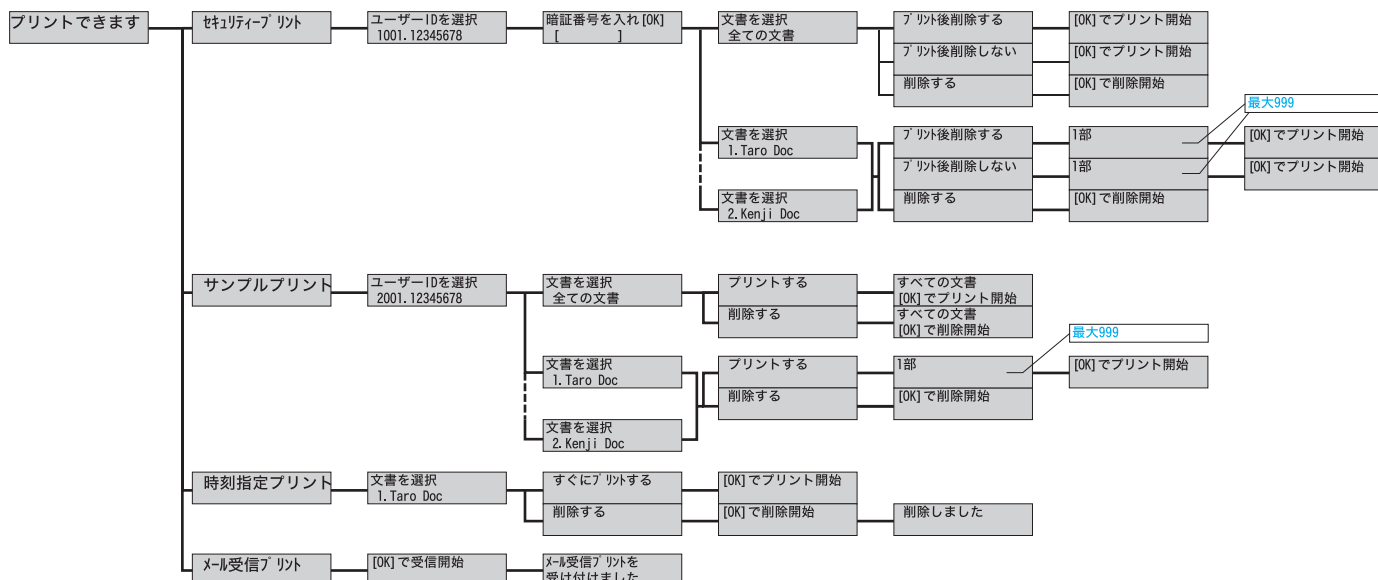 プリントできます
セキュリティープリント
ユーザーIDを選択
1001.12345678
暗証番号を入れ[OK]
[ ]
文書を選択
全ての文書
プリント後削除する
[OK]でプリント開始
プリント後削除しない
[OK]でプリント開始
削除する
[OK]で削除開始
最大999
文書を選択
1.Taro Doc
プリント後削除する
1部
[OK]でプリント開始
プリント後削除しない
1部
[OK]でプリント開始
文書を選択
2.Kenji Doc
削除する
[OK]で削除開始
サンプルプリント
ユーザーIDを選択
2001.12345678
文書を選択
全ての文書
プリントする
すべての文書
[OK]でプリント開始
削除する
すべての文書
[OK]で削除開始
最大999
文書を選択
1.Taro Doc
プリントする
1部
[OK]でプリント開始
削除する
[OK]で削除開始
文書を選択
2.Kenji Doc
時刻指定プリント
文書を選択
1.Taro Doc
すぐにプリントする
[OK]でプリント開始
削除する
[OK]で削除開始
削除しました
メール受信プリント
[OK]で受信開始
メール受信プリントを
受け付けました